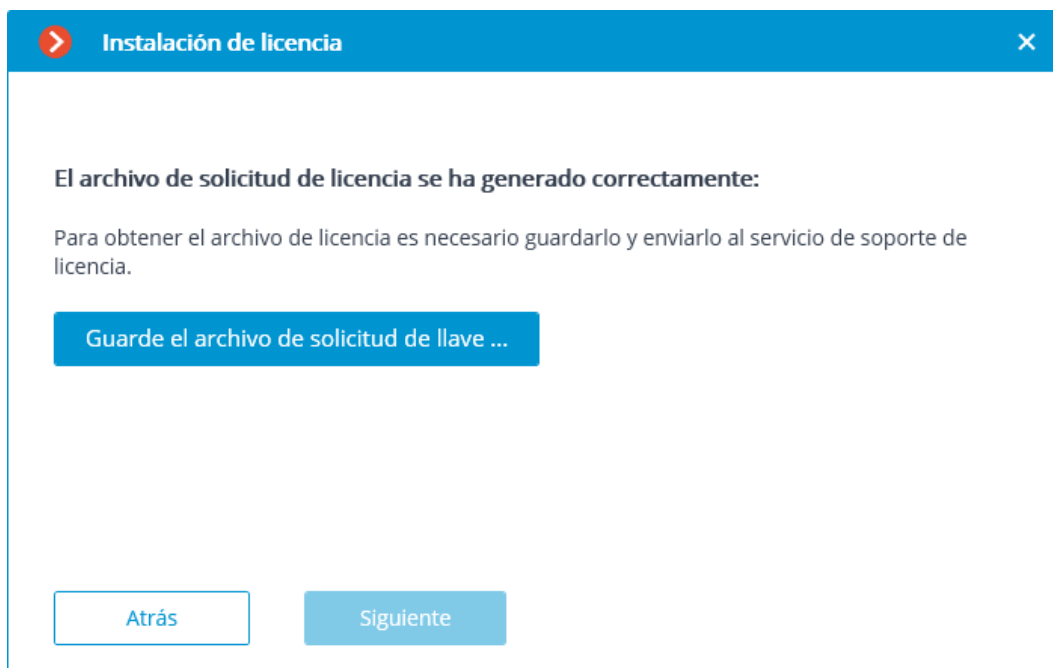 Instalación de licencia
El archivo de solicitud de licencia se ha generado correctamente:
Para obtener el archivo de licencia es necesario guardarlo y enviarlo al servicio de soporte de
licencia.
Guarde el archivo de solicitud de llave ...
Atrás
Siguiente